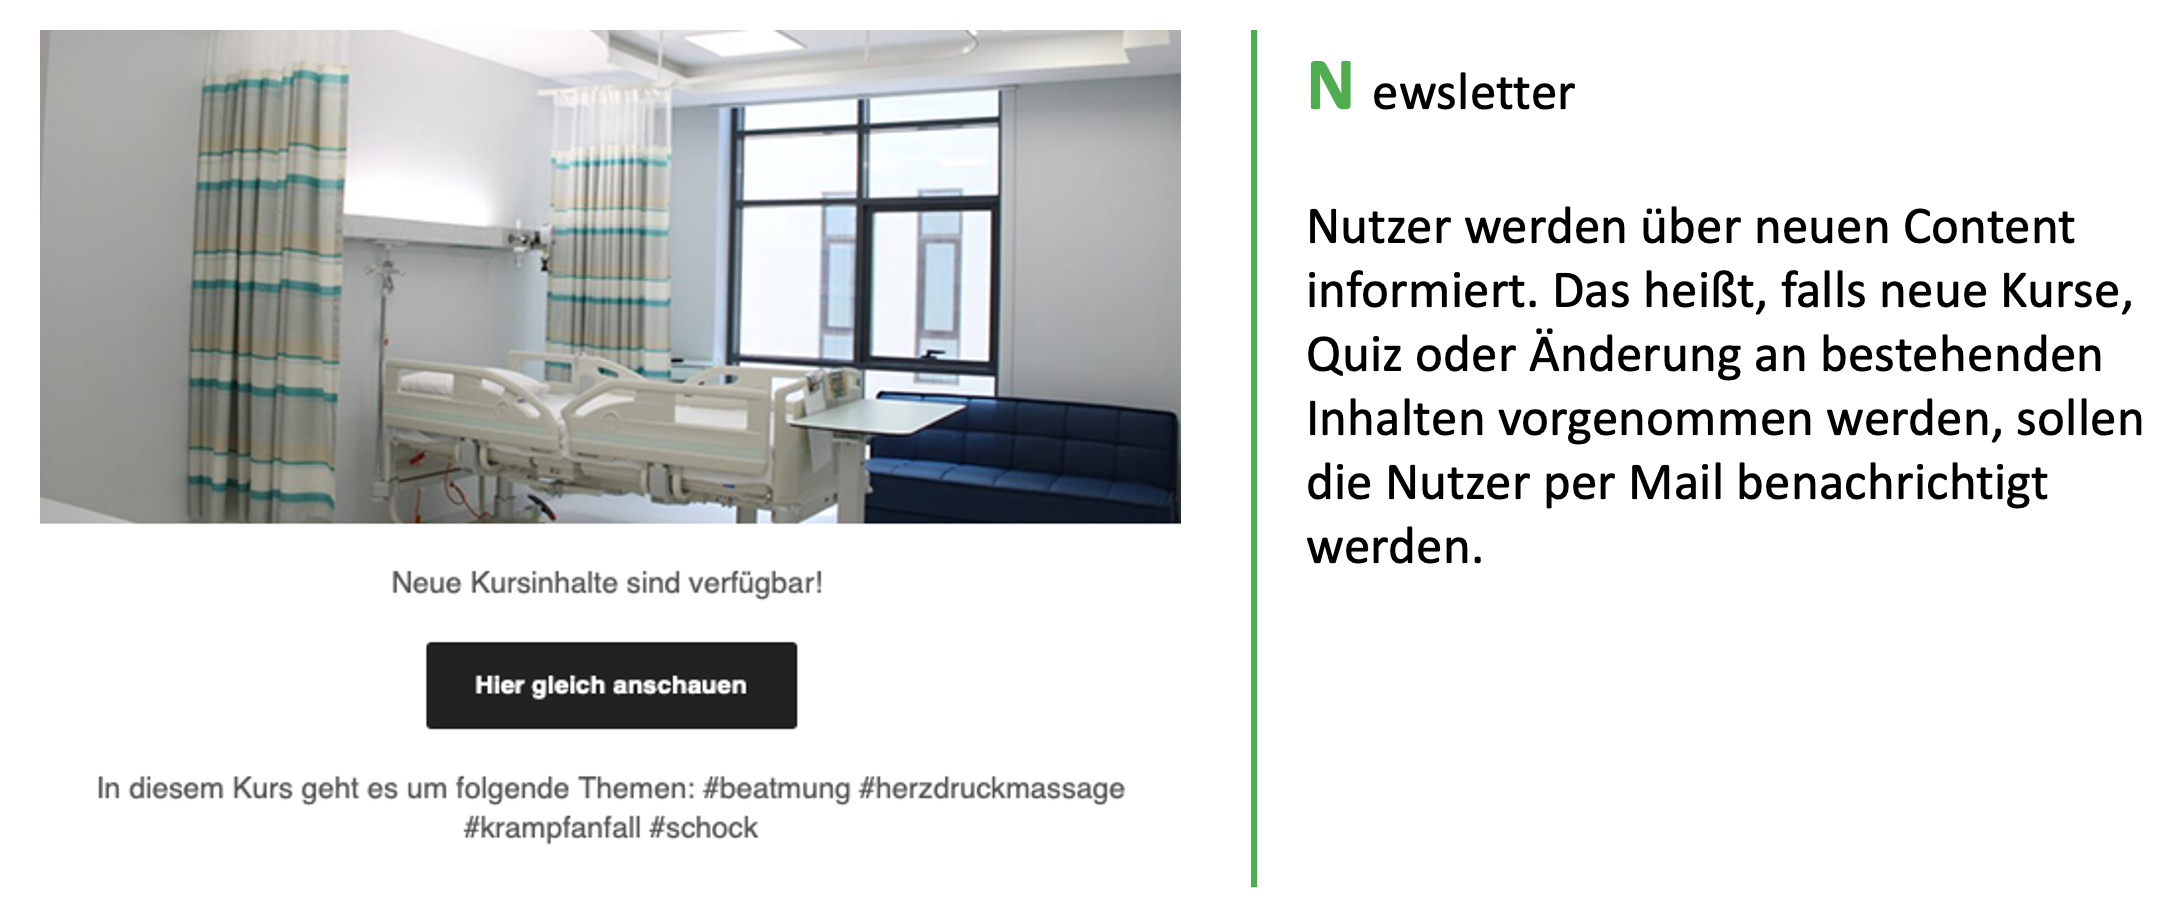 Neue Kursinhalte sind verfügbar!
Hier gleich anschauen
In diesem Kurs geht es um folgende Themen: #beatmung #herzdruckmassage
#krampfanfall #schock
N ewsletter
Nutzer werden über neuen Content
informiert. Das heißt, falls neue Kurse,
Quiz oder Änderung an bestehenden
Inhalten vorgenommen werden, sollen
die Nutzer per Mail benachrichtigt
werden.